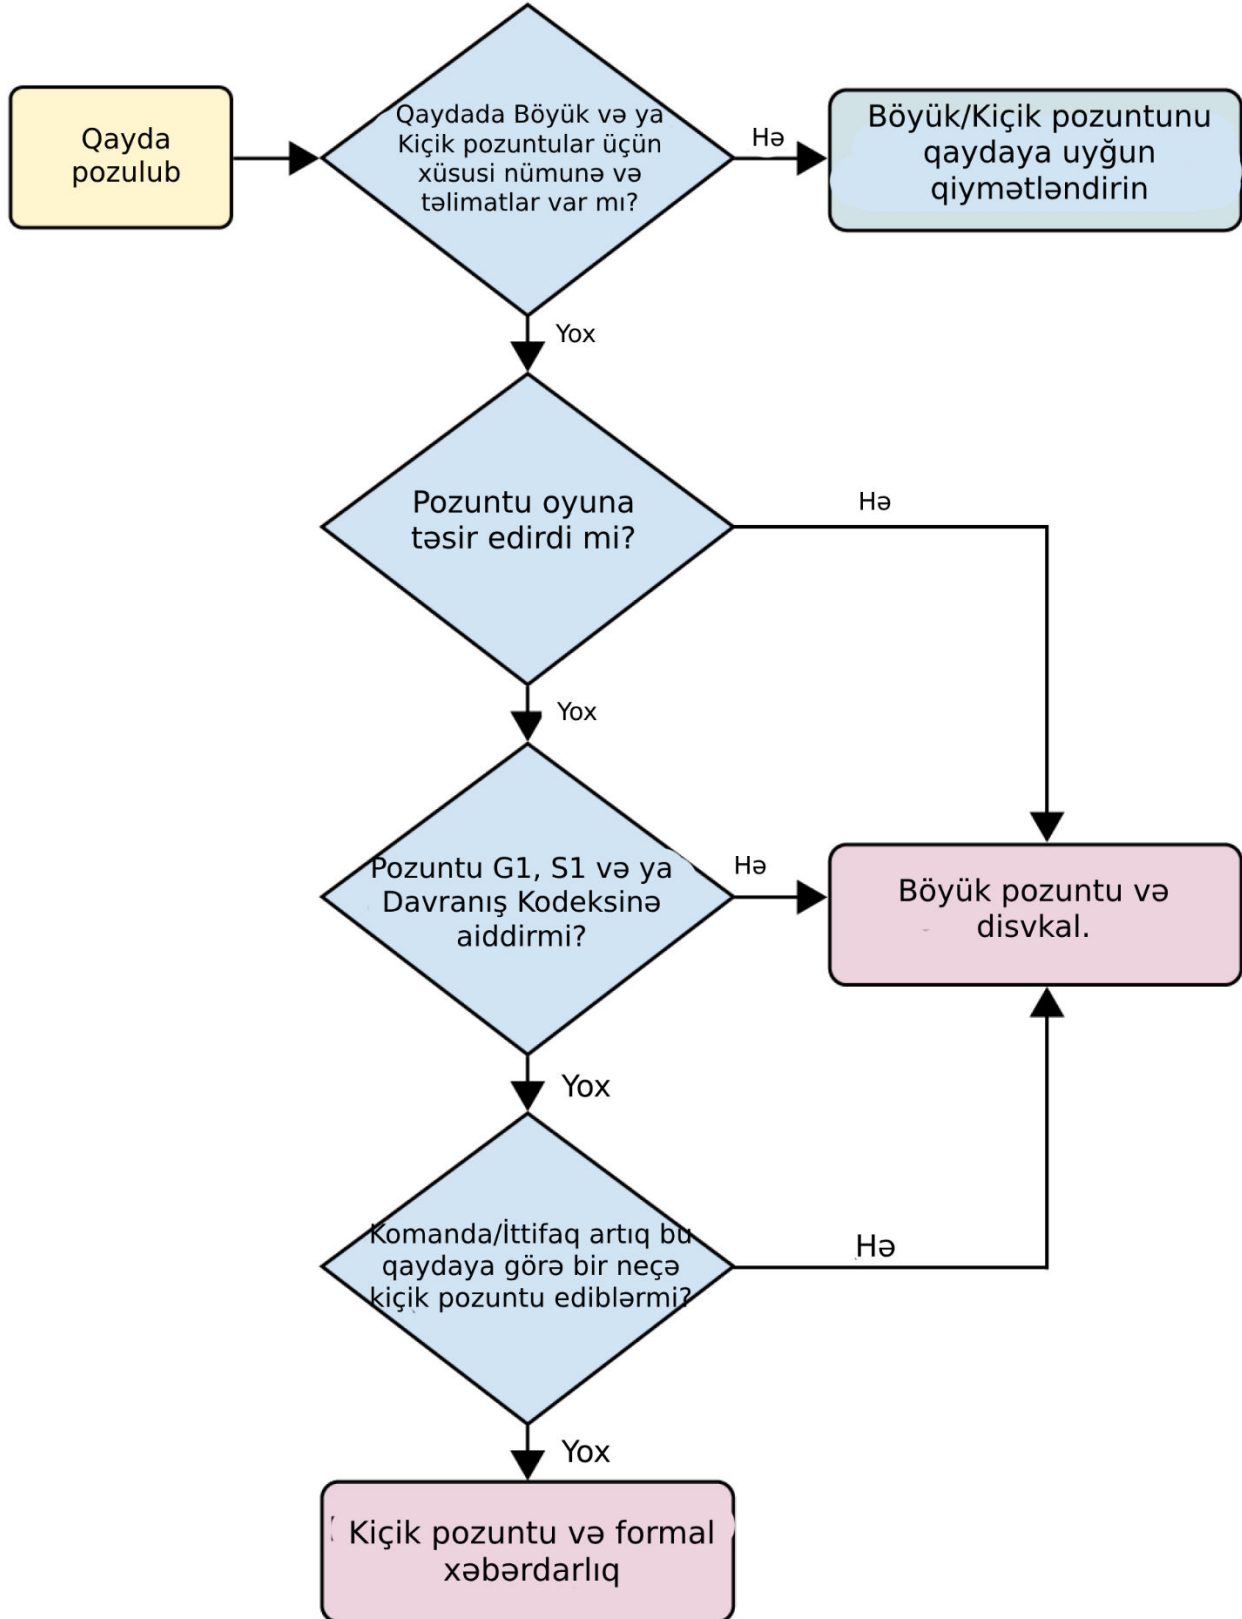 Qayda
pozulub
Qaydada Böyük və ya
Kiçik pozuntular üçün
xüsusi nümunə və
təlimatlar var mı?
Hə
Böyük/Kiçik pozuntunu
qaydaya uyğun
qiymətləndirin
Yox
Pozuntu oyuna
təsir edirdi mi?
Hə
Yox
Pozuntu G1, S1 və ya
Davranış Kodeksinə
aiddirmi?
Hə
Böyük pozuntu və
disvkal.
Yox
Komanda/İttifaq artıq bu
qaydaya görə bir neçə
kiçik pozuntu ediblərmi?
Hə
Yox
Kiçik pozuntu və formal
xəbərdarlıq